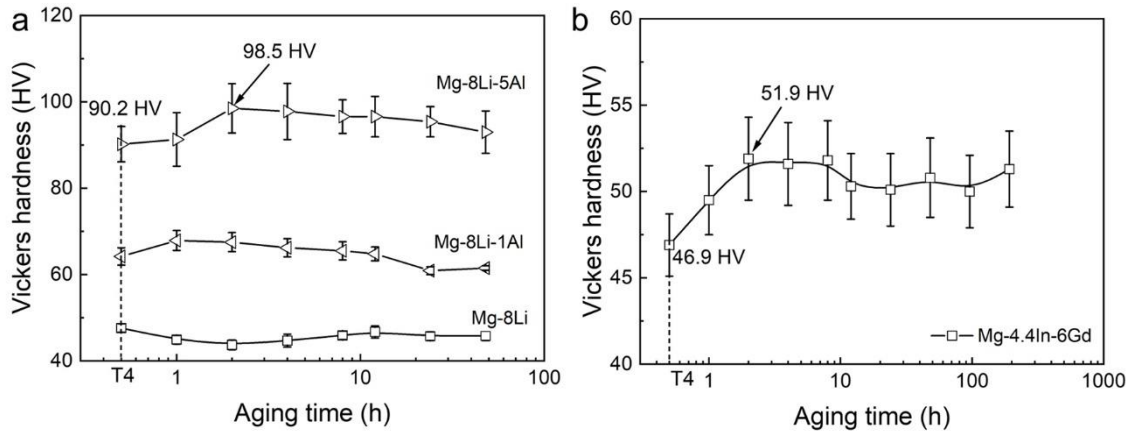 a
120
98.5 HV
Mg-8Li-5Al
100
90.2 HV
Vickers hardness (HV)
80
Mg-8Li-1Al
60
Mg-8Li
40
T4 1 10 100
Aging time (h)
b
60
51.9 HV
55
Vickers hardness (HV)
50
46.9 HV
45
Mg-4.4In-6Gd
40
T4 1 10 100 1000
Aging time (h)